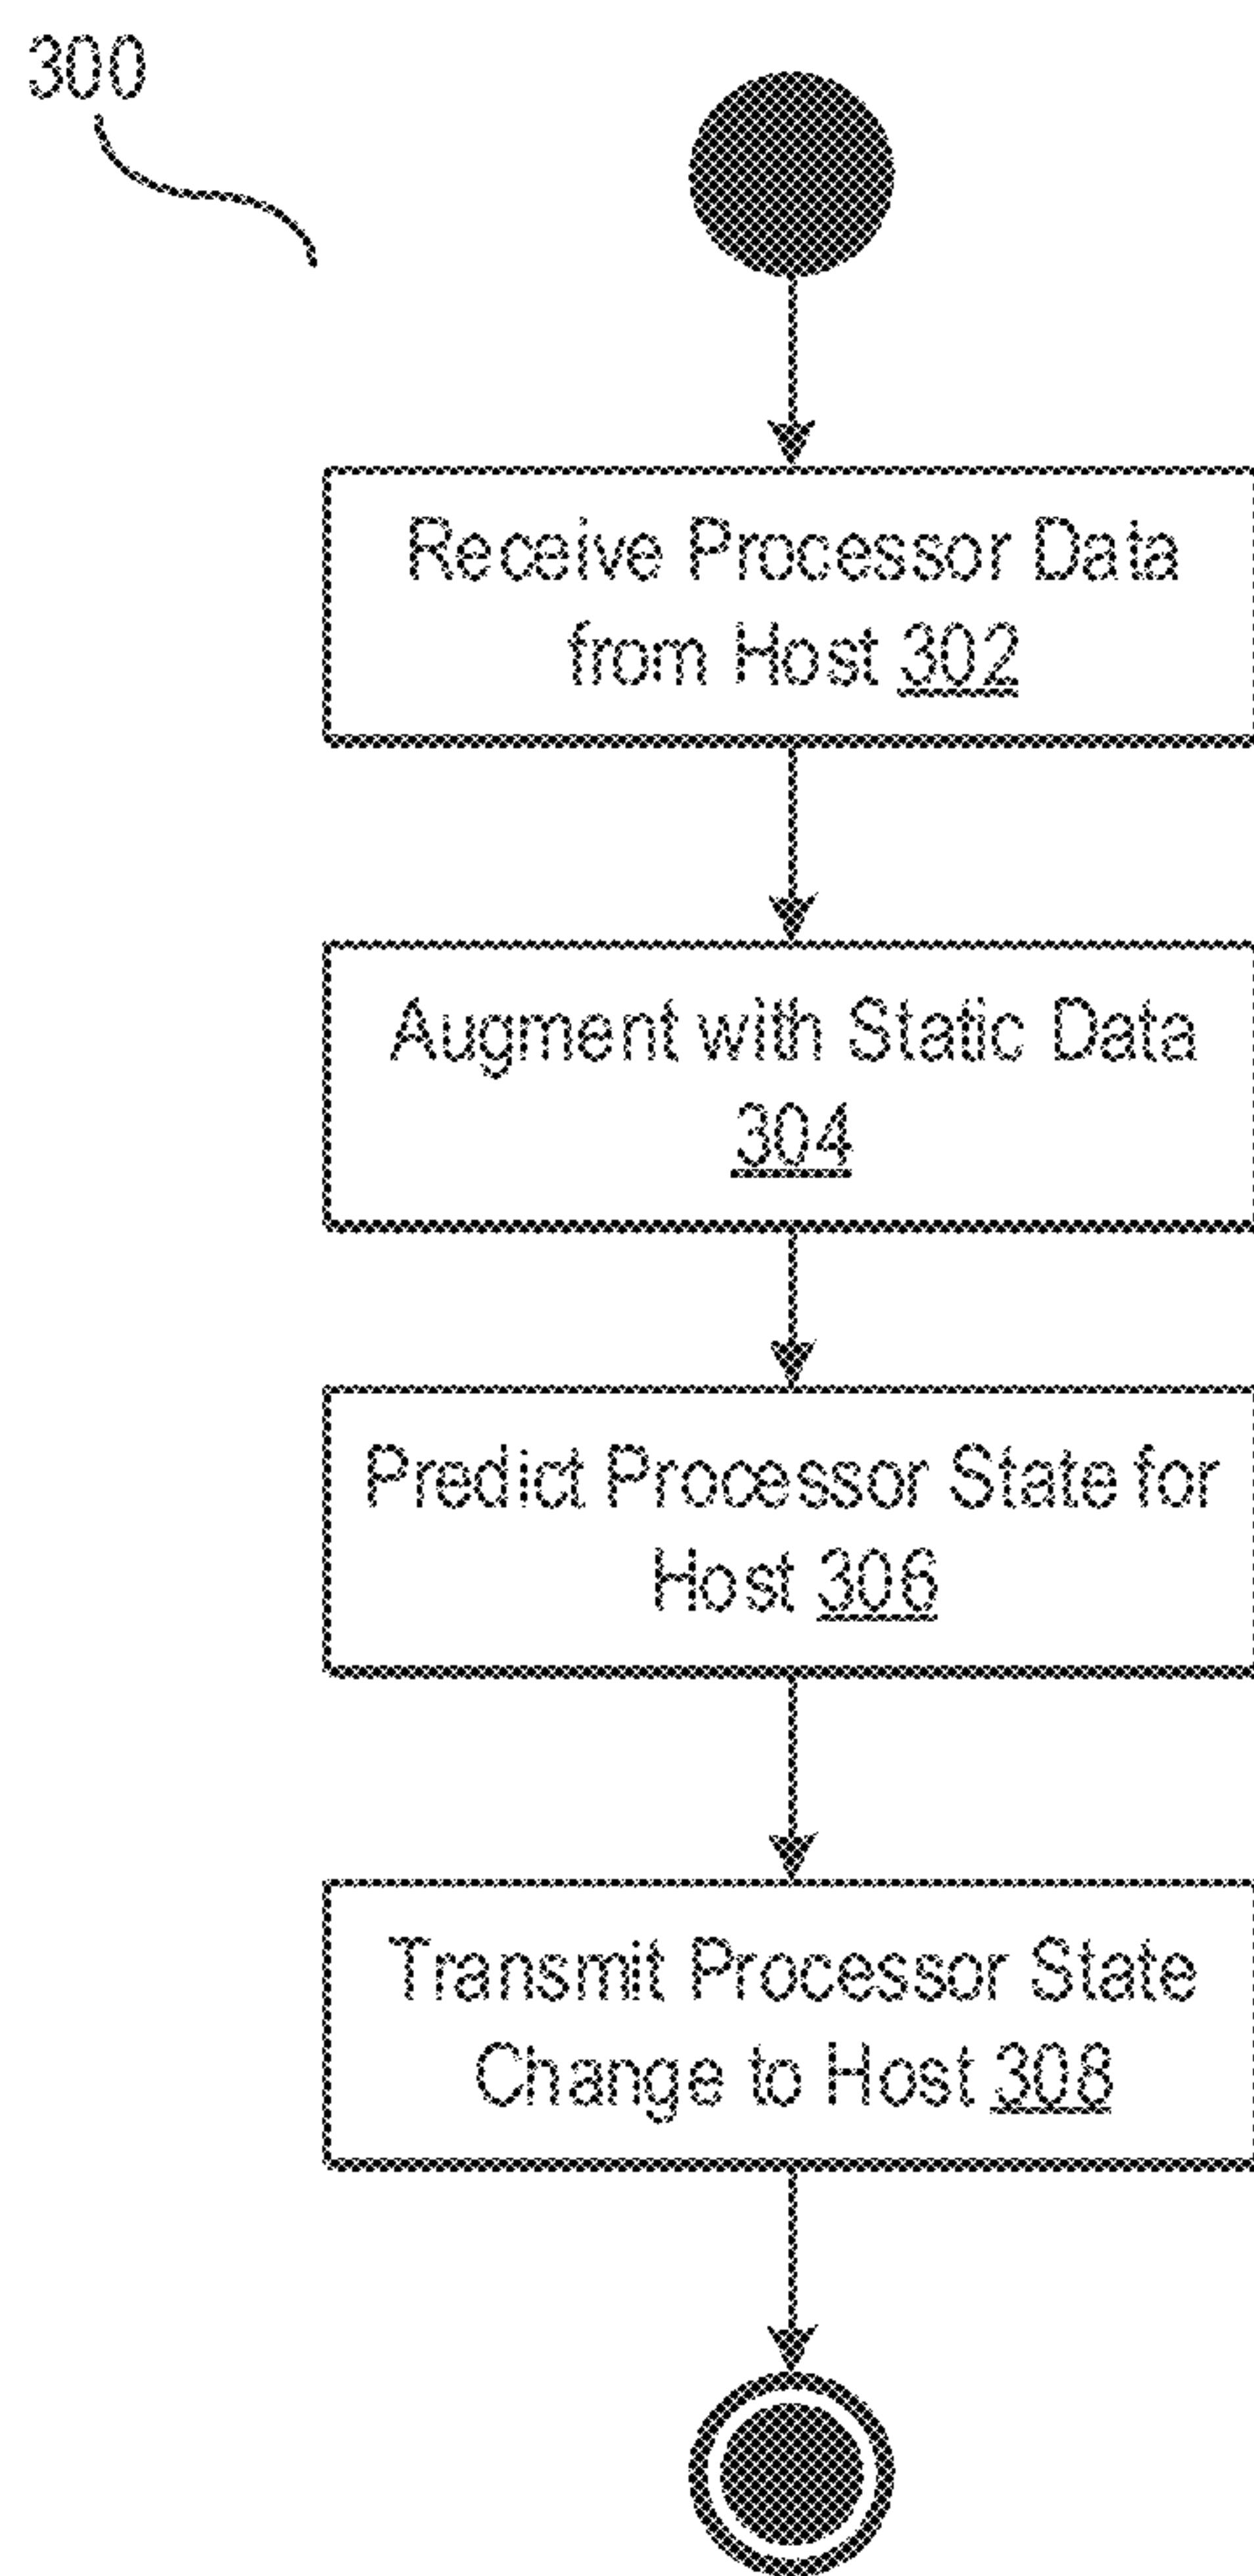 300
Receive Processor Data
from Host 302
Augment with Static Data
304
Predict Processor State for
Host 306
Transmit Processor State
Change to Host 308